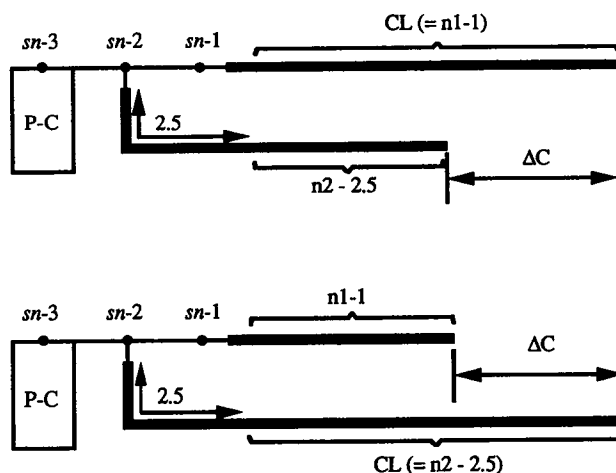 CL (= n1-1)
sn-3 sn-2 sn-1
P-C
2.5
n2 - 2.5
ΔC
n1-1
sn-3 sn-2 sn-1
ΔC
P-C
2.5
CL (= n2 - 2.5)